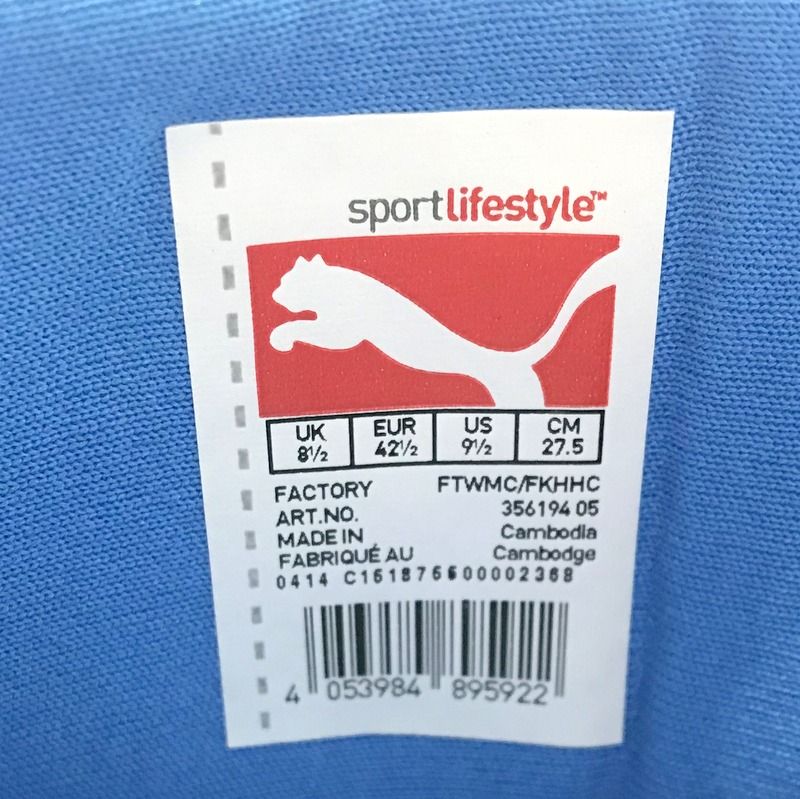 sportlifestyle™
UK EUR US CM
8½ 42½ 9½ 27.5
FACTORY FTWMC/FKHHC
ART.NO. 356194 05
MADE IN Cambodia
FABRIQUÉ AU Cambodge
0414 C1618756600002368
4 053984 895922